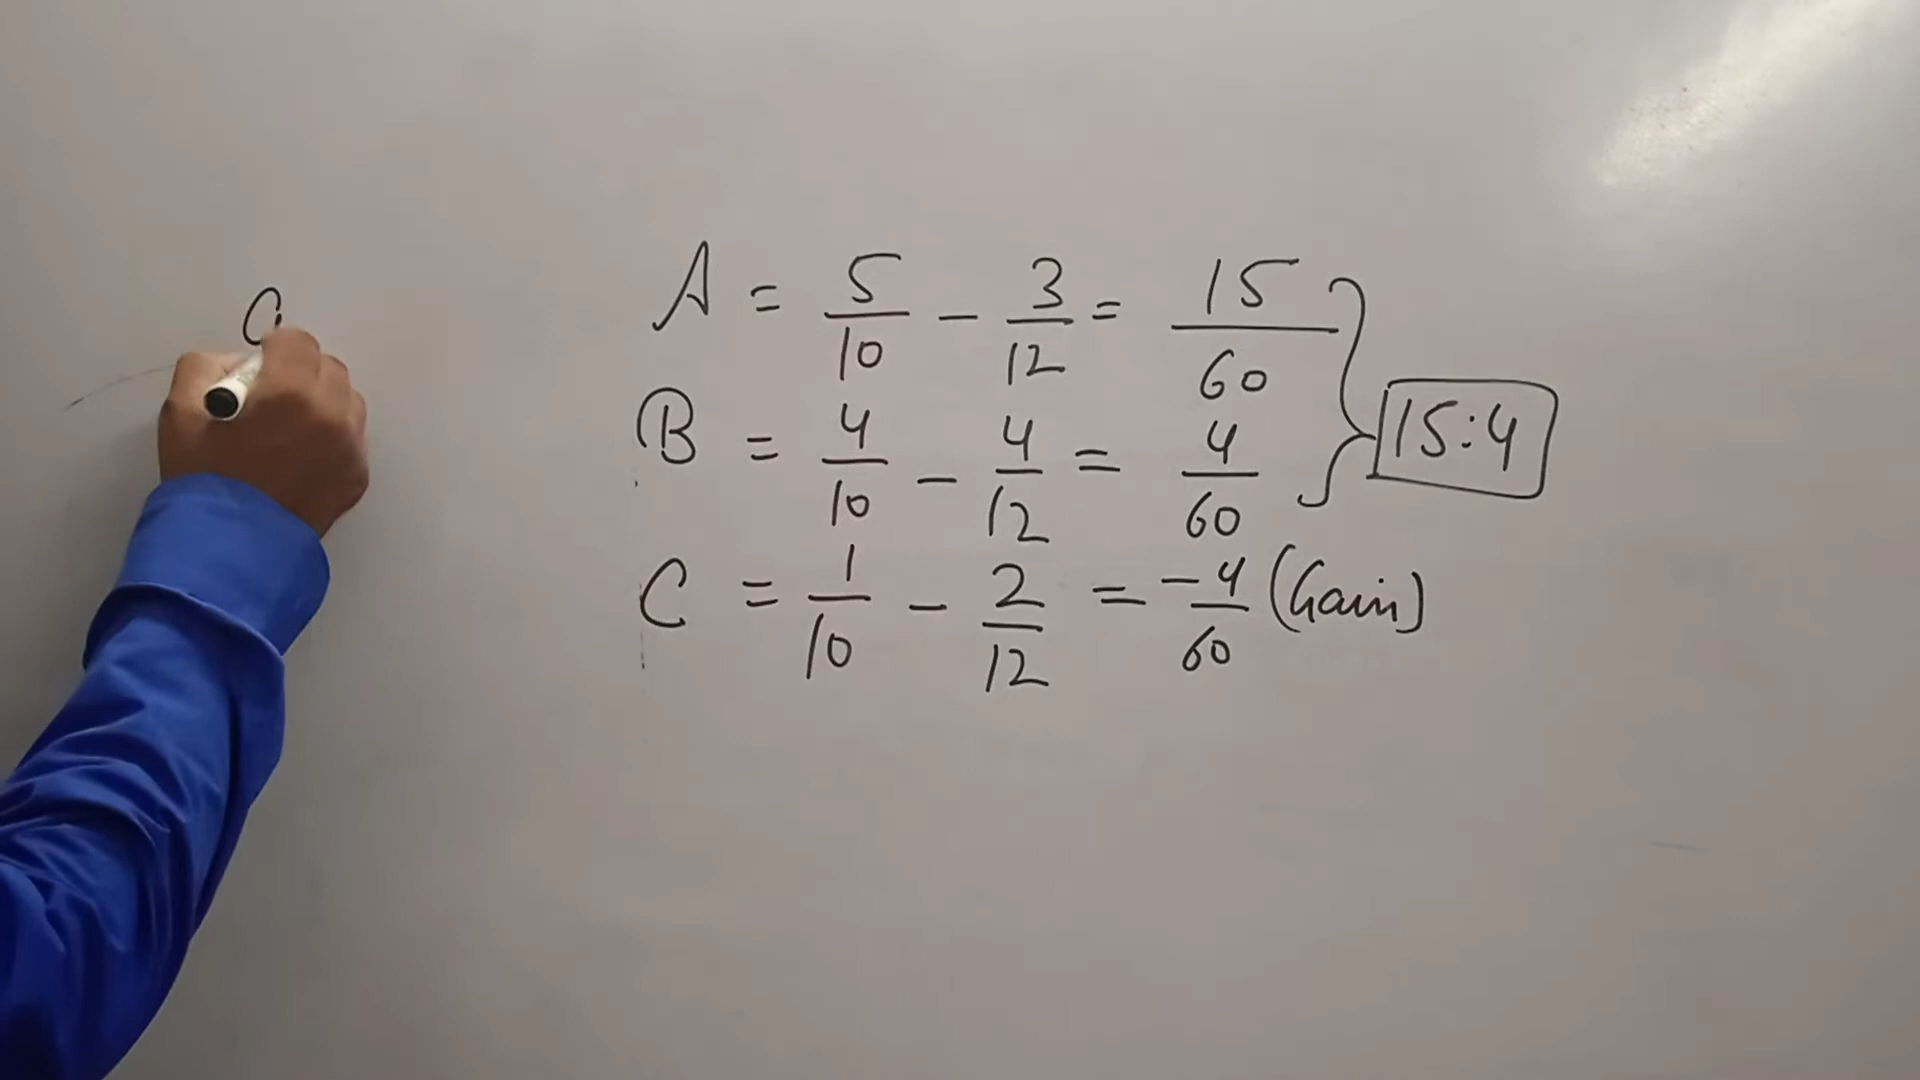 A = 5/10 - 3/12 = 15/60
B = 4/10 - 4/12 = 4/60
15:4
C = 1/10 - 2/12 = -4/60 (Gain)